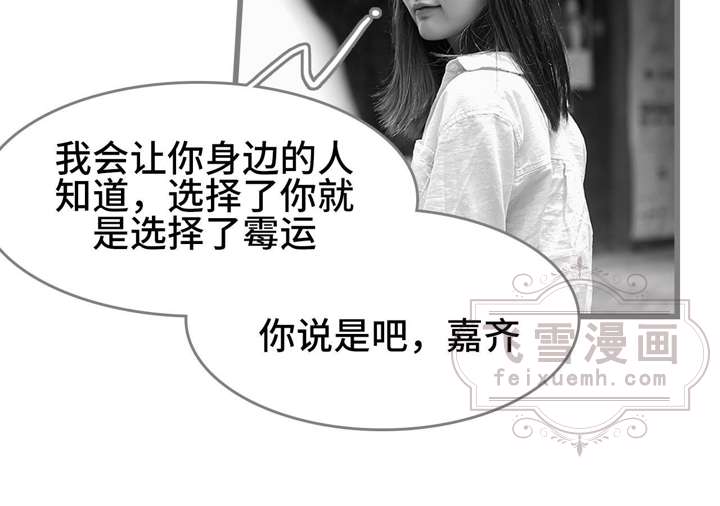 我会让你身边的人
知道，选择了你就
是选择了霉运
你说是吧，嘉齐
飞雪漫画
feixuemh.com